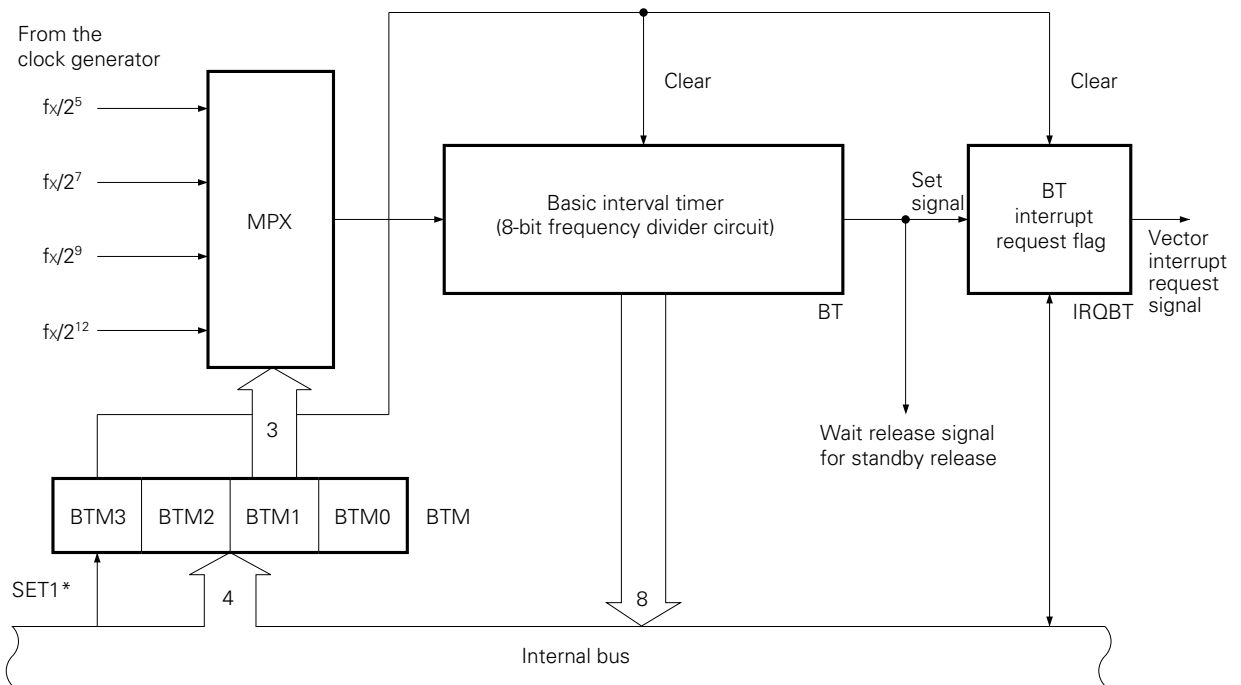 From the
clock generator
fx/2⁵
fx/2⁷
fx/2⁹
fx/2¹²
MPX
Clear
Clear
Basic interval timer
(8-bit frequency divider circuit)
BT
Set
signal
BT
interrupt
request flag
IRQBT
Vector
interrupt
request
signal
Wait release signal
for standby release
3
BTM3
BTM2
BTM1
BTM0
BTM
SET1*
4
8
Internal bus